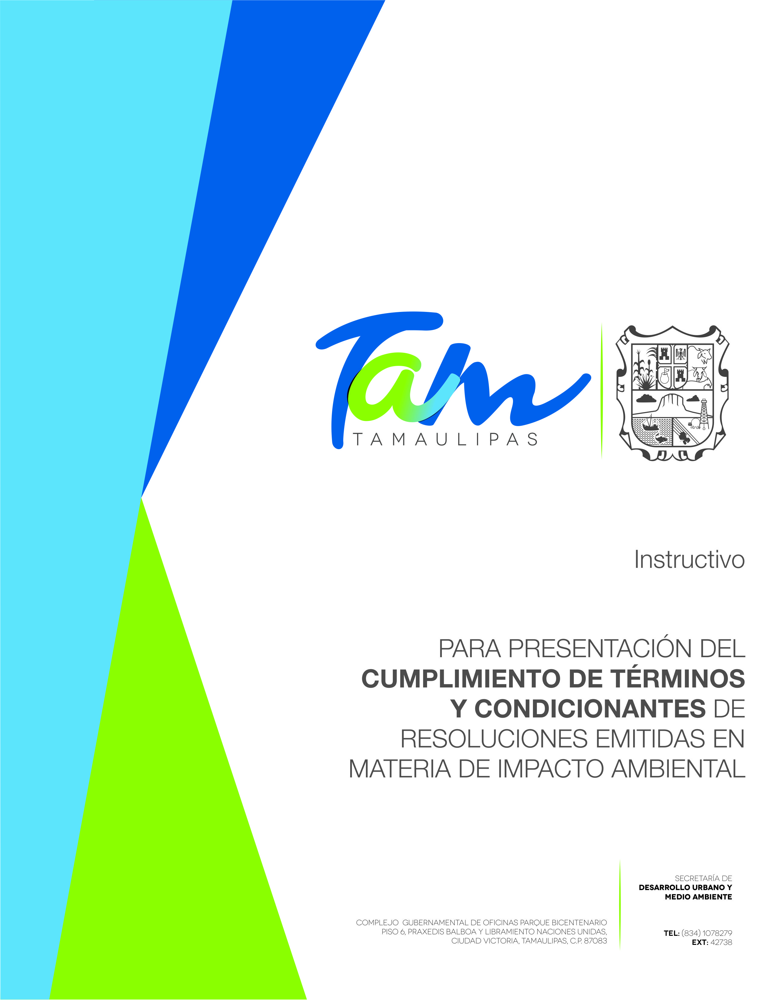 Tam
TAMAULIPAS
Instructivo
PARA PRESENTACIÓN DEL
CUMPLIMIENTO DE TÉRMINOS
Y CONDICIONANTES DE
RESOLUCIONES EMITIDAS EN
MATERIA DE IMPACTO AMBIENTAL
SECRETARÍA DE
DESARROLLO URBANO Y
MEDIO AMBIENTE
COMPLEJO GUBERNAMENTAL DE OFICINAS PARQUE BICENTENARIO
PISO 6, PRAXEDIS BALBOA Y LIBRAMIENTO NACIONES UNIDAS,
CIUDAD VICTORIA, TAMAULIPAS, C.P. 87083
TEL: (834) 1078279
EXT: 42738